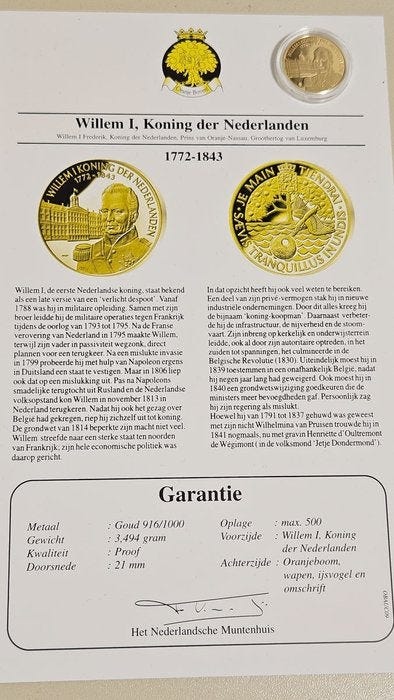 Oranje Boven
Willem I, Koning der Nederlanden
Willem I Frederik, Koning der Nederlanden, Prins van Oranje-Nassau, Groothertog van Luxemburg
1772-1843
WILLEM I KONING DER NEDERLANDEN
1772-1843
JE MAINTIENDRAI
SÆVIS TRANQUILLUS IN UNDIS
Willem I, de eerste Nederlandse koning, staat bekend
als een late versie van een 'verlicht despoot'. Vanaf
1788 was hij in militaire opleiding. Samen met zijn
broer leidde hij de militaire operaties tegen Frankrijk
tijdens de oorlog van 1793 tot 1795. Na de Franse
verovering van Nederland in 1795 maakte Willem,
terwijl zijn vader in passiviteit wegzonk, direct
plannen voor een terugkeer. Na een mislukte invasie
in 1799 probeerde hij met hulp van Napoleon ergens
in Duitsland een staat te vestigen. Maar in 1806 liep
ook dat op een mislukking uit. Pas na Napoleons
smadelijke terugtocht uit Rusland en de Nederlandse
volksopstand kon Willem in november 1813 in
Nederland terugkeren. Nadat hij ook het gezag over
België had gekregen, riep hij zichzelf uit tot koning.
De grondwet van 1814 beperkte zijn macht niet veel.
Willem streefde naar een sterke staat ten noorden
van Frankrijk; zijn hele economische politiek was
daarop gericht.
In dat opzicht heeft hij ook veel weten te bereiken.
Een deel van zijn privé-vermogen stak hij in nieuwe
industriële ondernemingen. Door dit alles kreeg hij
de bijnaam 'koning-koopman'. Daarnaast verbeter-
de hij de infrastructuur, de nijverheid en de stoom-
vaart. Zijn inbreng op kerkelijk en onderwijsterrein
leidde, ook al door zijn autoritaire optreden, in het
zuiden tot spanningen, het culmineerde in de
Belgische Revolutie (1830). Uiteindelijk moest hij in
1839 toestemmen in een onafhankelijk België, nadat
hij negen jaar lang had geweigerd. Ook moest hij in
1840 een grondwetswijziging goedkeuren die de
ministers meer bevoegdheden gaf. Persoonlijk zag
hij zijn regering als mislukt.
Hoewel hij van 1791 tot 1837 gehuwd was geweest
met zijn nicht Wilhelmina van Prussen trouwde hij in
1841 nogmaals, nu met gravin Henriëtte d'Oultremont
de Wégimont ( in de volksmond 'Jetje Dondermond').
Garantie
Metaal : Goud 916/1000
Gewicht : 3,494 gram
Kwaliteit : Proof
Doorsnede : 21 mm
Oplage : max. 500
Voorzijde : Willem I, Koning
der Nederlanden
Achterzijde : Oranjeboom,
wapen, ijsvogel en
omschrift
Het Nederlandsche Muntenhuis